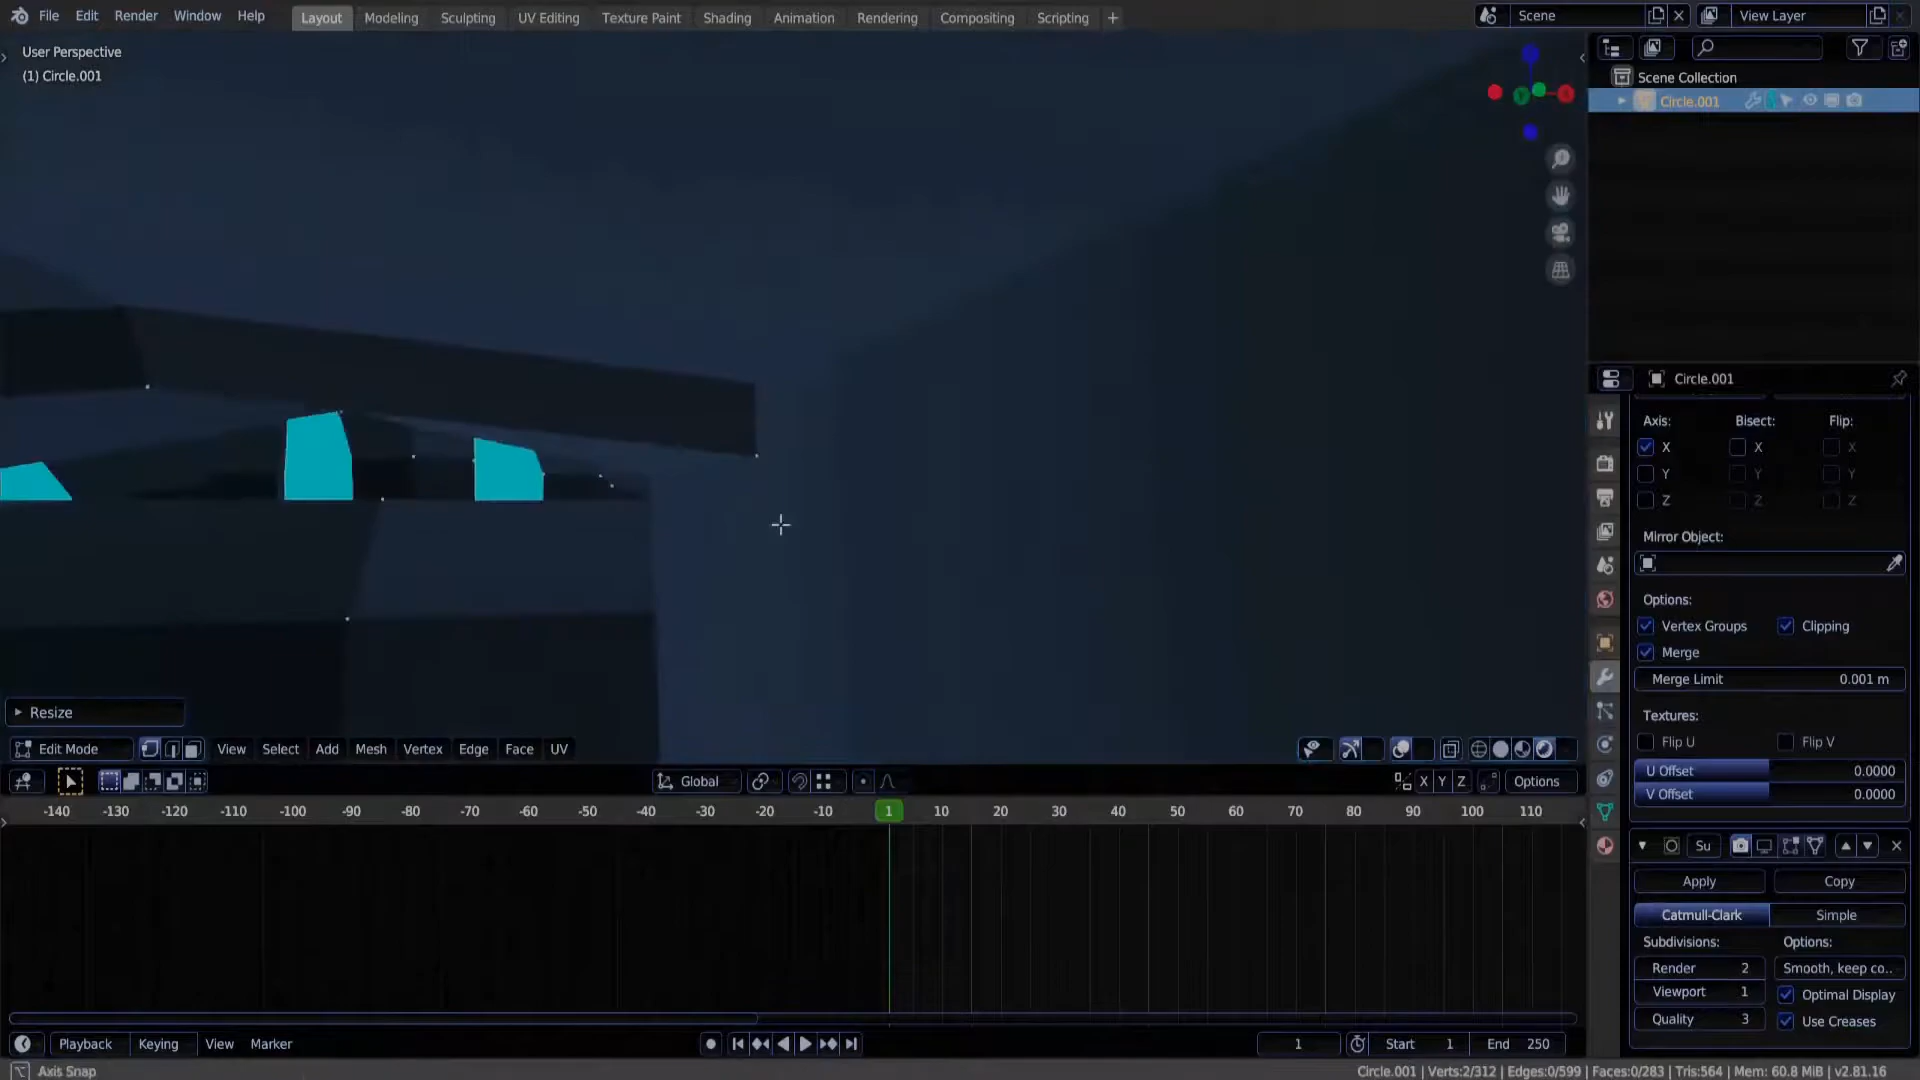 File Edit Render Window Help Layout Modeling Sculpting UV Editing Texture Paint Shading Animation Rendering Compositing Scripting + Scene View Layer
User Perspective
(1) Circle.001
Scene Collection
Circle.001
Circle.001
Axis: Bisect: Flip:
X X X
Y Y Y
Z Z Z
Mirror Object:
Options:
Vertex Groups Clipping
Merge
Merge Limit 0.001 m
Textures:
Flip U Flip V
U Offset 0.0000
V Offset 0.0000
Su
Apply Copy
Catmull-Clark Simple
Subdivisions: Options:
Render 2 Smooth, keep co..
Viewport 1 Optimal Display
Quality 3 Use Creases
Resize
Edit Mode View Select Add Mesh Vertex Edge Face UV
Global X Y Z Options
-140 -130 -120 -110 -100 -90 -80 -70 -60 -50 -40 -30 -20 -10 1 10 20 30 40 50 60 70 80 90 100 110
Playback Keying View Marker 1 Start 1 End 250
Axis Snap Circle.001 | Verts:2/312 | Edges:0/599 | Faces:0/283 | Tris:564 | Mem: 60.8 MiB | v2.81.16